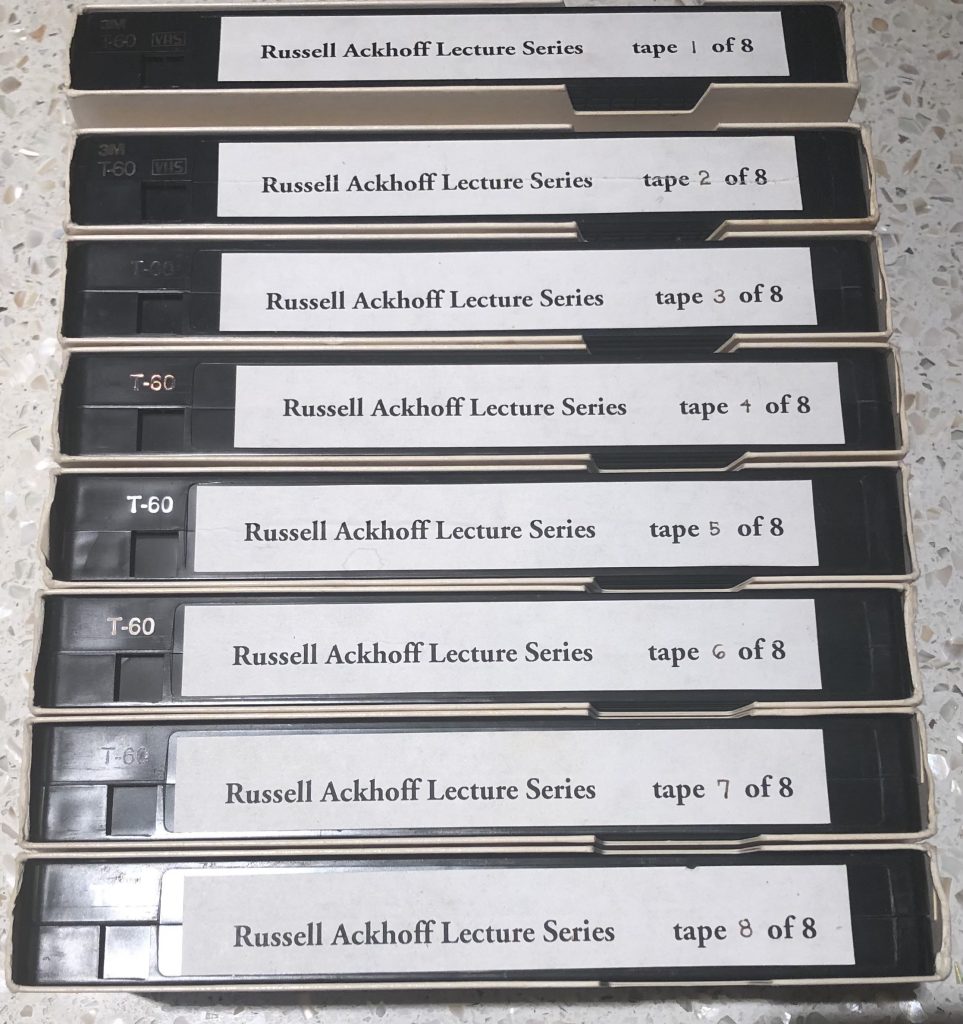 3M
T-60 VHS
Russell Ackhoff Lecture Series tape 1 of 8
3M
T-60 VHS
Russell Ackhoff Lecture Series tape 2 of 8
T-60
Russell Ackhoff Lecture Series tape 3 of 8
T-60
Russell Ackhoff Lecture Series tape 4 of 8
T-60
Russell Ackhoff Lecture Series tape 5 of 8
T-60
Russell Ackhoff Lecture Series tape 6 of 8
T-60
Russell Ackhoff Lecture Series tape 7 of 8
Russell Ackhoff Lecture Series tape 8 of 8